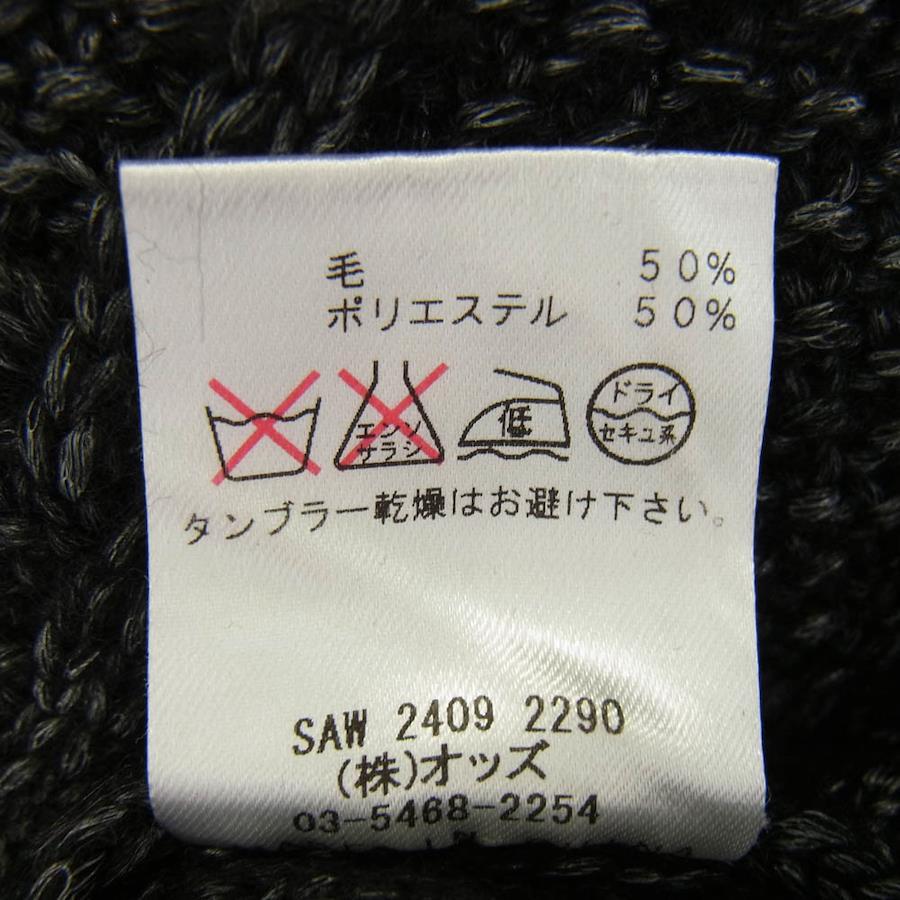 毛 50%
ポリエステル 50%
エンソ
サラシ
低
ドライ
セキユ系
タンブラー乾燥はお避け下さい。
SAW 2409 2290
(株)オッズ
03-5468-2254